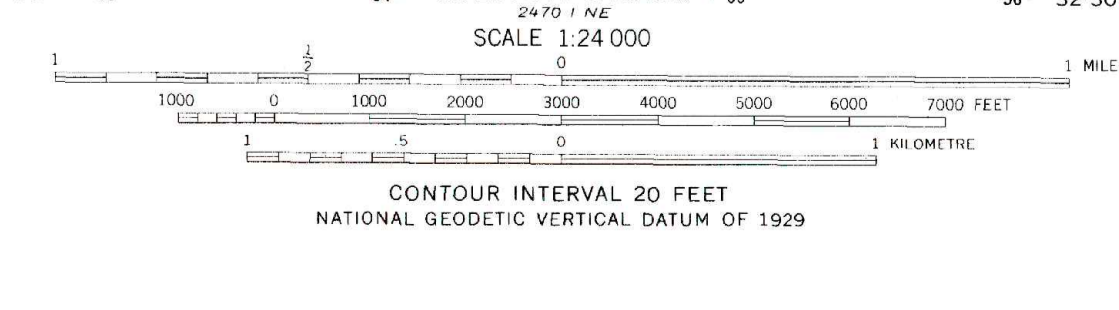 2470 I NE
SCALE 1:24 000
1 ½ 0 1 MILE
1000 0 1000 2000 3000 4000 5000 6000 7000 FEET
1 .5 0 1 KILOMETRE
CONTOUR INTERVAL 20 FEET
NATIONAL GEODETIC VERTICAL DATUM OF 1929